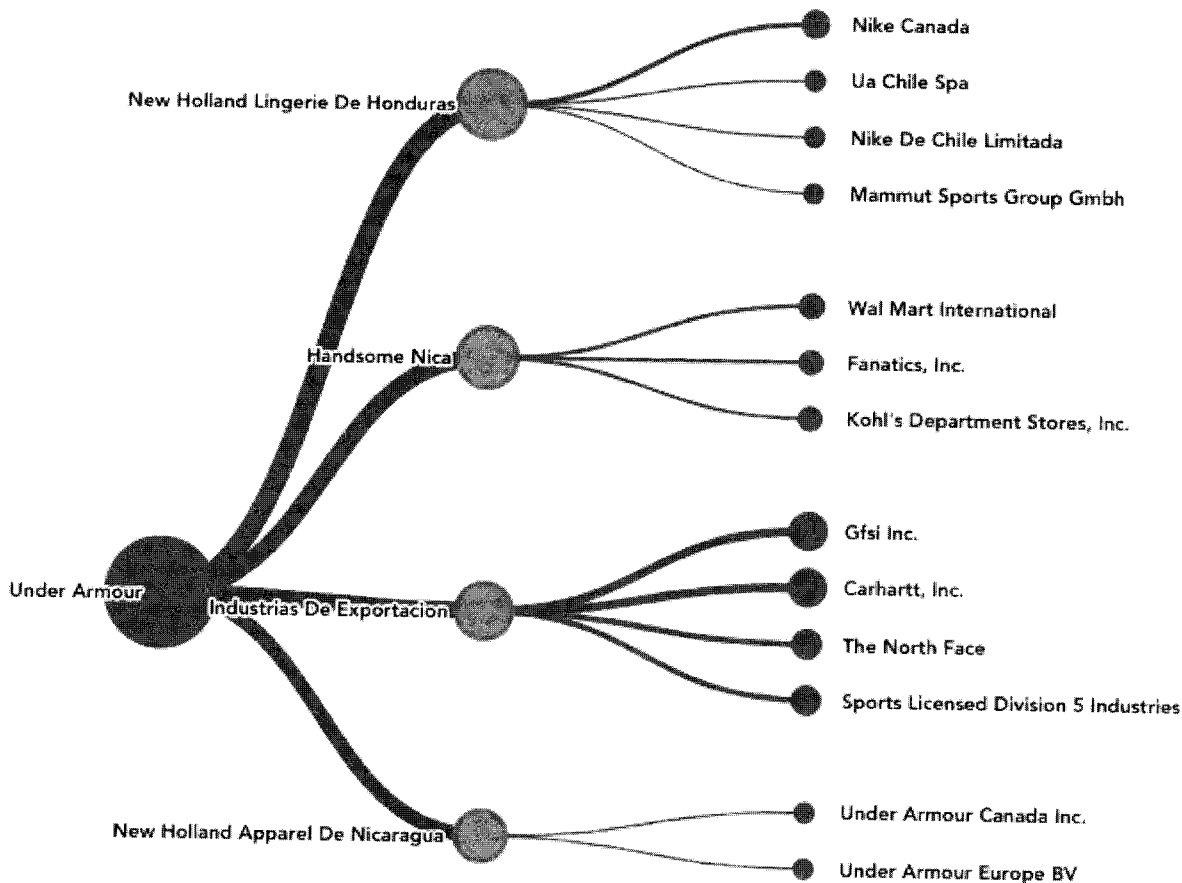 Nike Canada
New Holland Lingerie De Honduras
Ua Chile Spa
Nike De Chile Limitada
Mammut Sports Group Gmbh
Wal Mart International
Handsome Nica
Fanatics, Inc.
Kohl's Department Stores, Inc.
Gfsi Inc.
Under Armour
Industrias De Exportacion
Carhartt, Inc.
The North Face
Sports Licensed Division 5 Industries
New Holland Apparel De Nicaragua
Under Armour Canada Inc.
Under Armour Europe BV